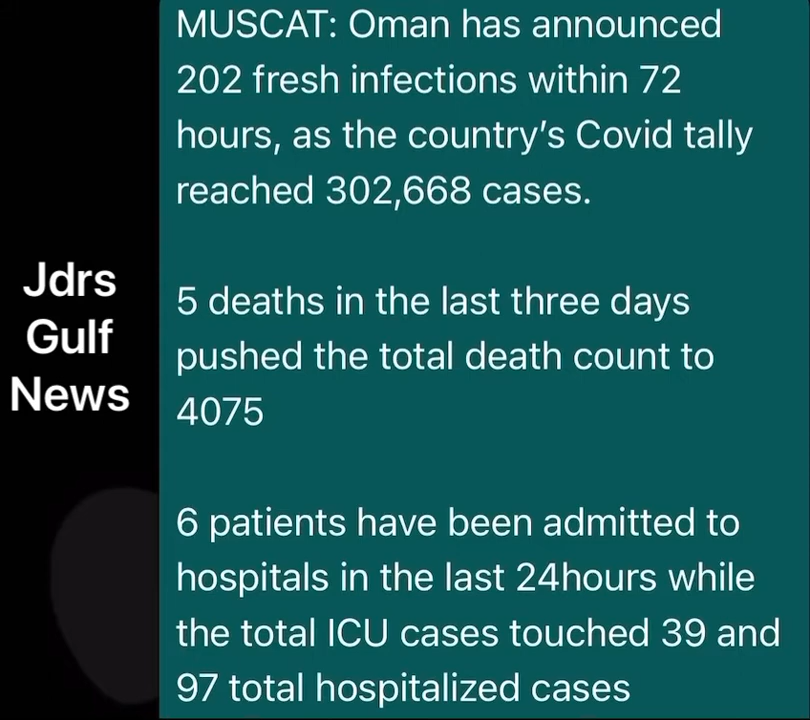 MUSCAT: Oman has announced
202 fresh infections within 72
hours, as the country's Covid tally
reached 302,668 cases.
5 deaths in the last three days
pushed the total death count to
4075
6 patients have been admitted to
hospitals in the last 24hours while
the total ICU cases touched 39 and
97 total hospitalized cases
Jdrs
Gulf
News